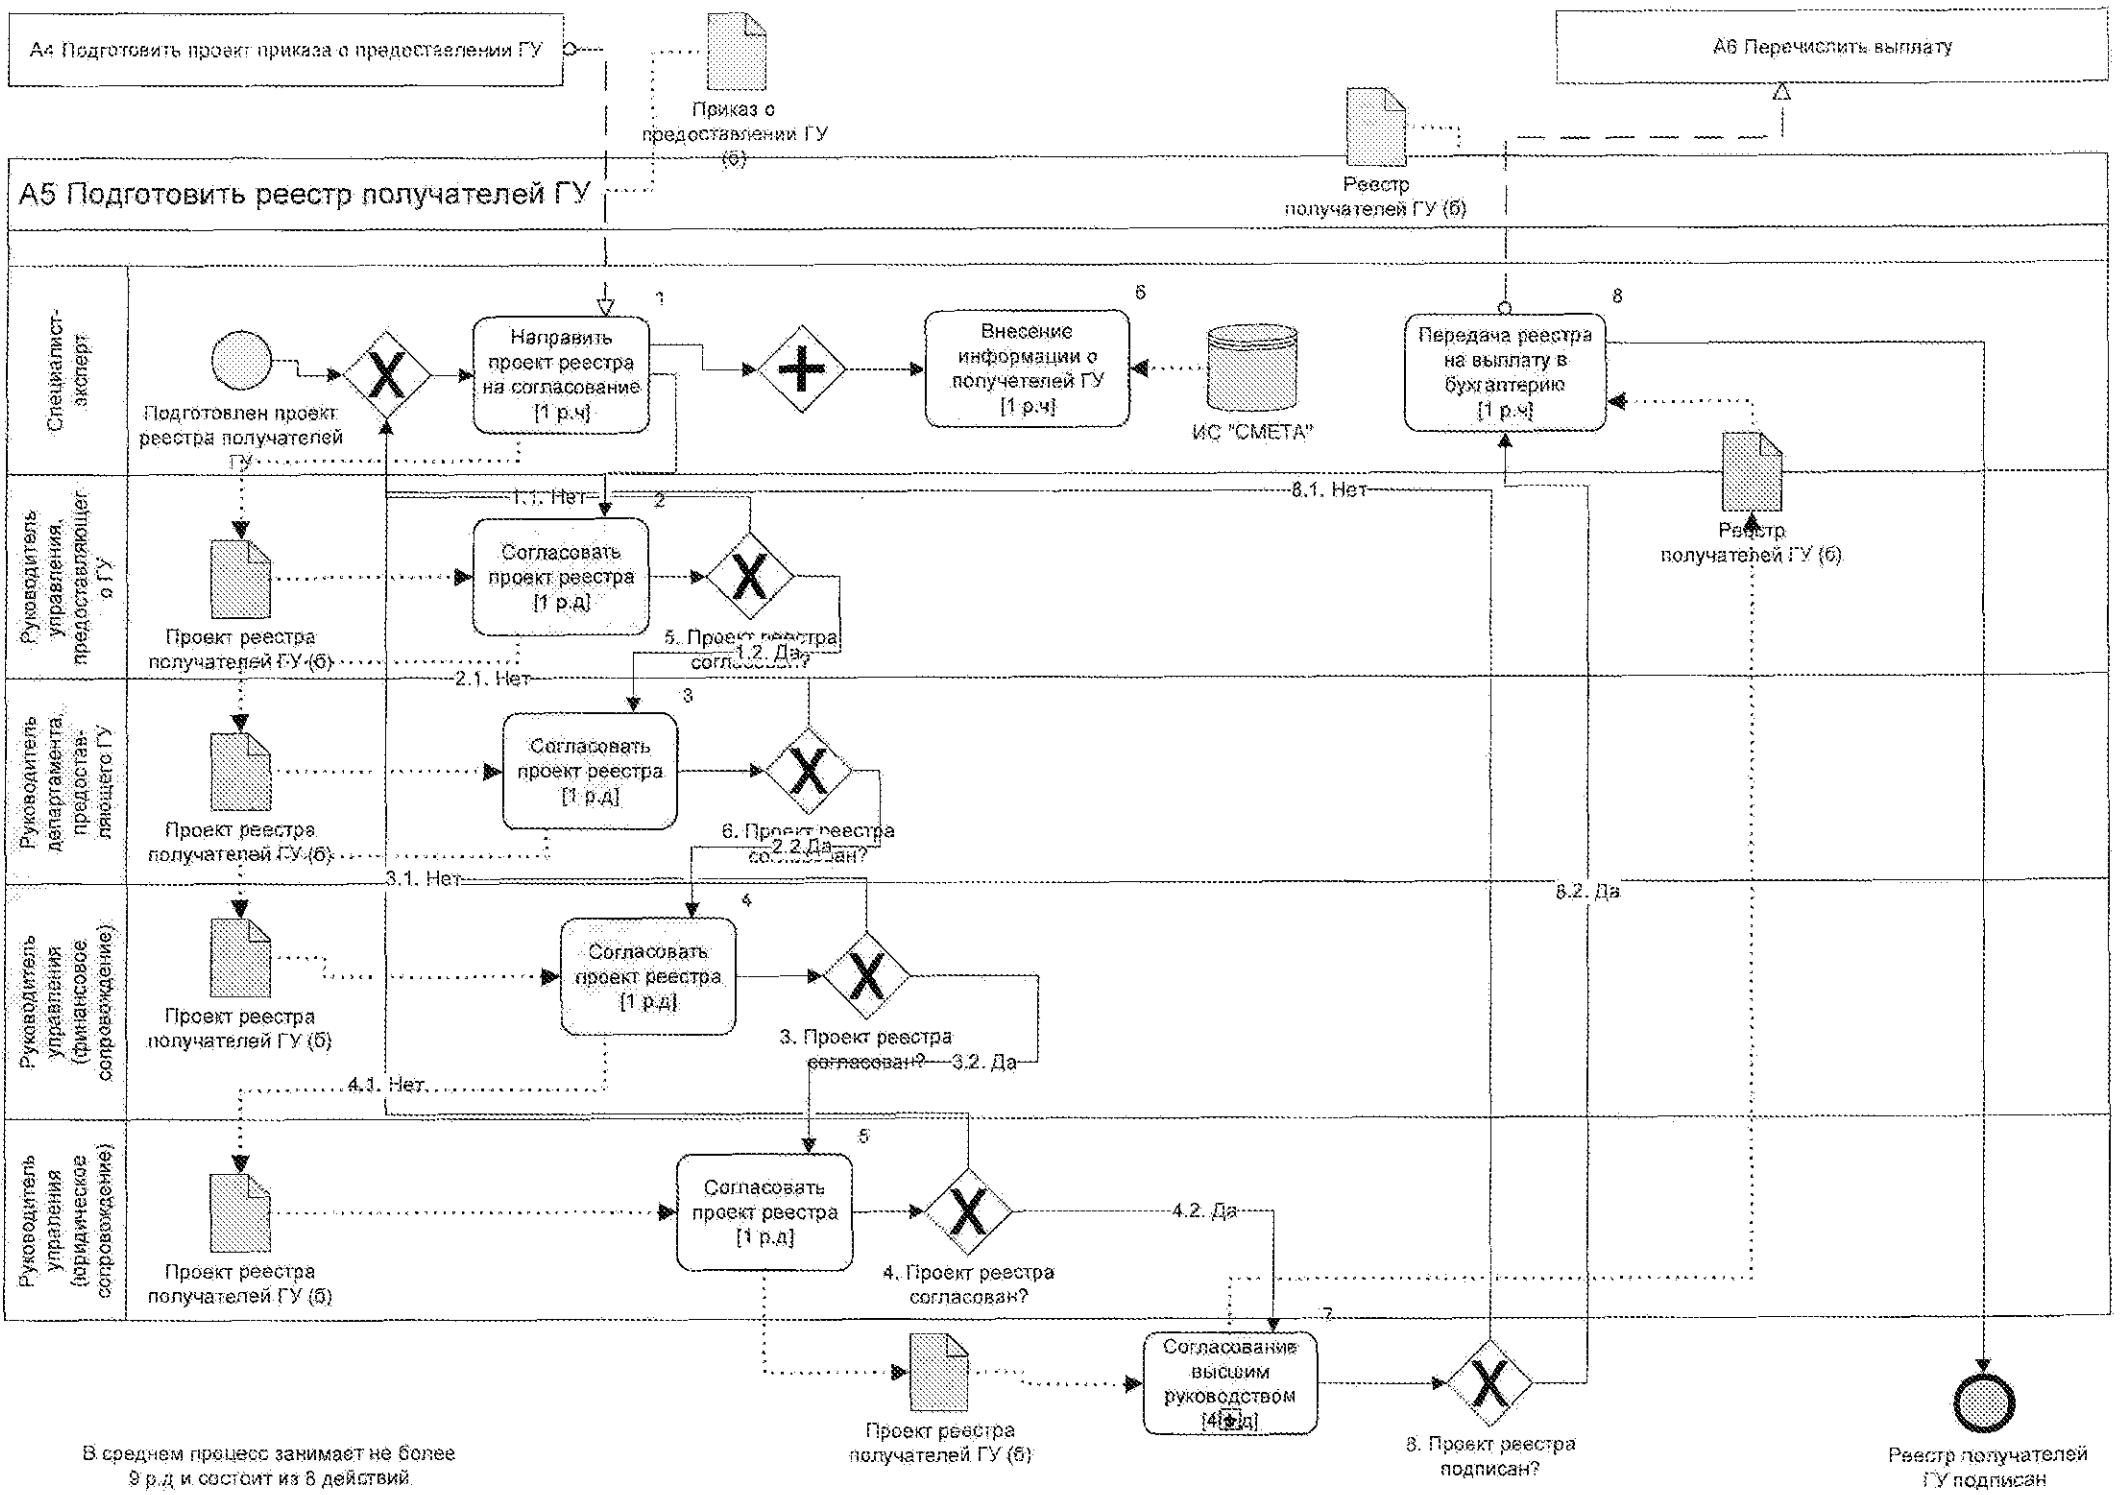 А4 Подготовить проект приказа о предоставлении ГУ
Приказ о
предоставлении ГУ
(б)
А6 Перечислить выплату
Реестр
получателей ГУ (б)
А5 Подготовить реестр получателей ГУ
Специалист-
эксперт
Подготовлен проект
реестра получателей
ГУ
1
Направить
проект реестра
на согласование
[1 р.ч]
6
Внесение
информации о
получетелей ГУ
[1 р.ч]
ИС "СМЕТА"
8
Передача реестра
на выплату в
бухгалтерию
[1 р.ч]
Реестр
получателей ГУ (б)
Руководитель
управления,
предоставляющег
о ГУ
1.1. Нет
2
8.1. Нет
Согласовать
проект реестра
[1 р.д]
Проект реестра
получателей ГУ (б)
5. Проект реестра
согласован?
1.2. Да
2.1. Нет
3
Руководитель
департамента,
предостав-
ляющего ГУ
Согласовать
проект реестра
[1 р.д]
Проект реестра
получателей ГУ (б)
6. Проект реестра
согласован?
2.2 Да
3.1. Нет
4
8.2. Да
Руководитель
управления
(финансовое
сопровождение)
Согласовать
проект реестра
[1 р.д]
Проект реестра
получателей ГУ (б)
3. Проект реестра
согласован?
3.2. Да
4.1. Нет
5
Руководитель
управления
(юридическое
сопровождение)
Согласовать
проект реестра
[1 р.д]
4.2. Да
Проект реестра
получателей ГУ (б)
4. Проект реестра
согласован?
7
Согласование
высшим
руководством
Проект реестра
получателей ГУ (б)
8. Проект реестра
подписан?
Реестр получателей
ГУ подписан
В среднем процесс занимает не более
9 р.д и состоит из 8 действий.